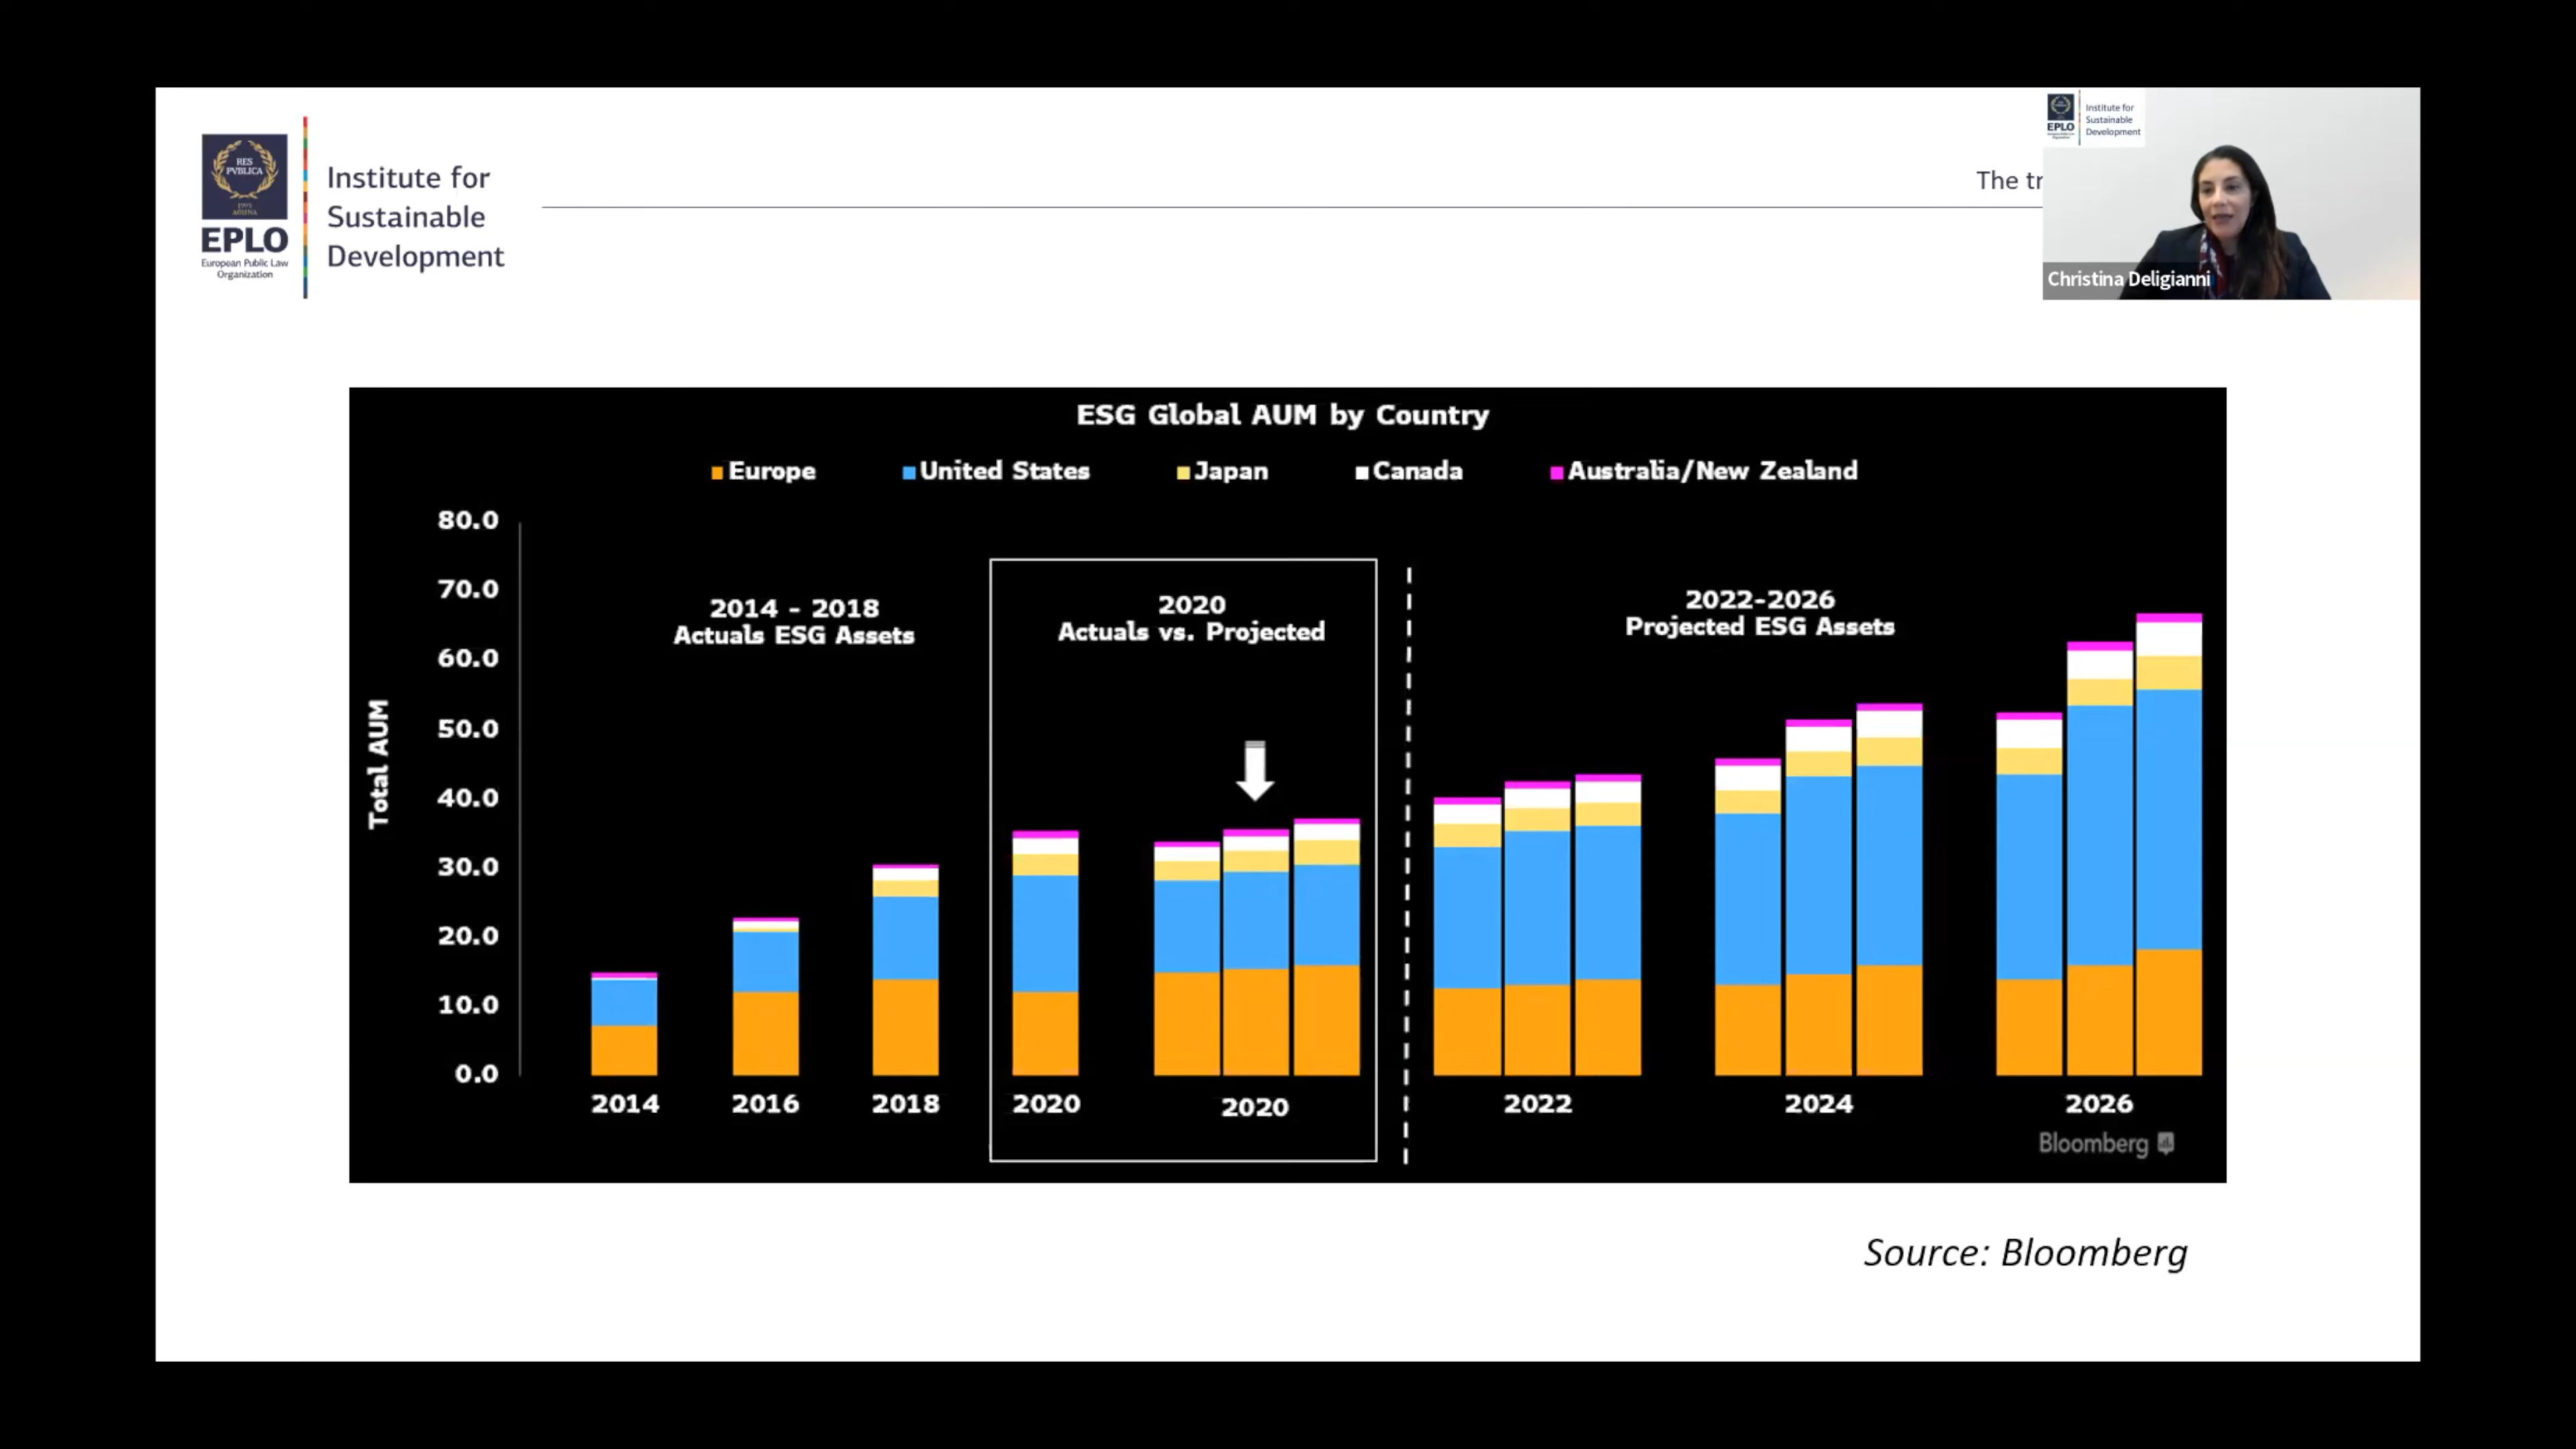 RES
PVBLICA
1991
ΑΘΗΝΑ
EPLO
European Public Law
Organization
Institute for
Sustainable
Development
The tr
EPLO
Institute for
Sustainable
Development
Christina Deligianni
ESG Global AUM by Country
Europe
United States
Japan
Canada
Australia/New Zealand
Total AUM
80.0
70.0
60.0
50.0
40.0
30.0
20.0
10.0
0.0
2014 - 2018
Actuals ESG Assets
2020
Actuals vs. Projected
2022-2026
Projected ESG Assets
2014
2016
2018
2020
2020
2022
2024
2026
Bloomberg
Source: Bloomberg